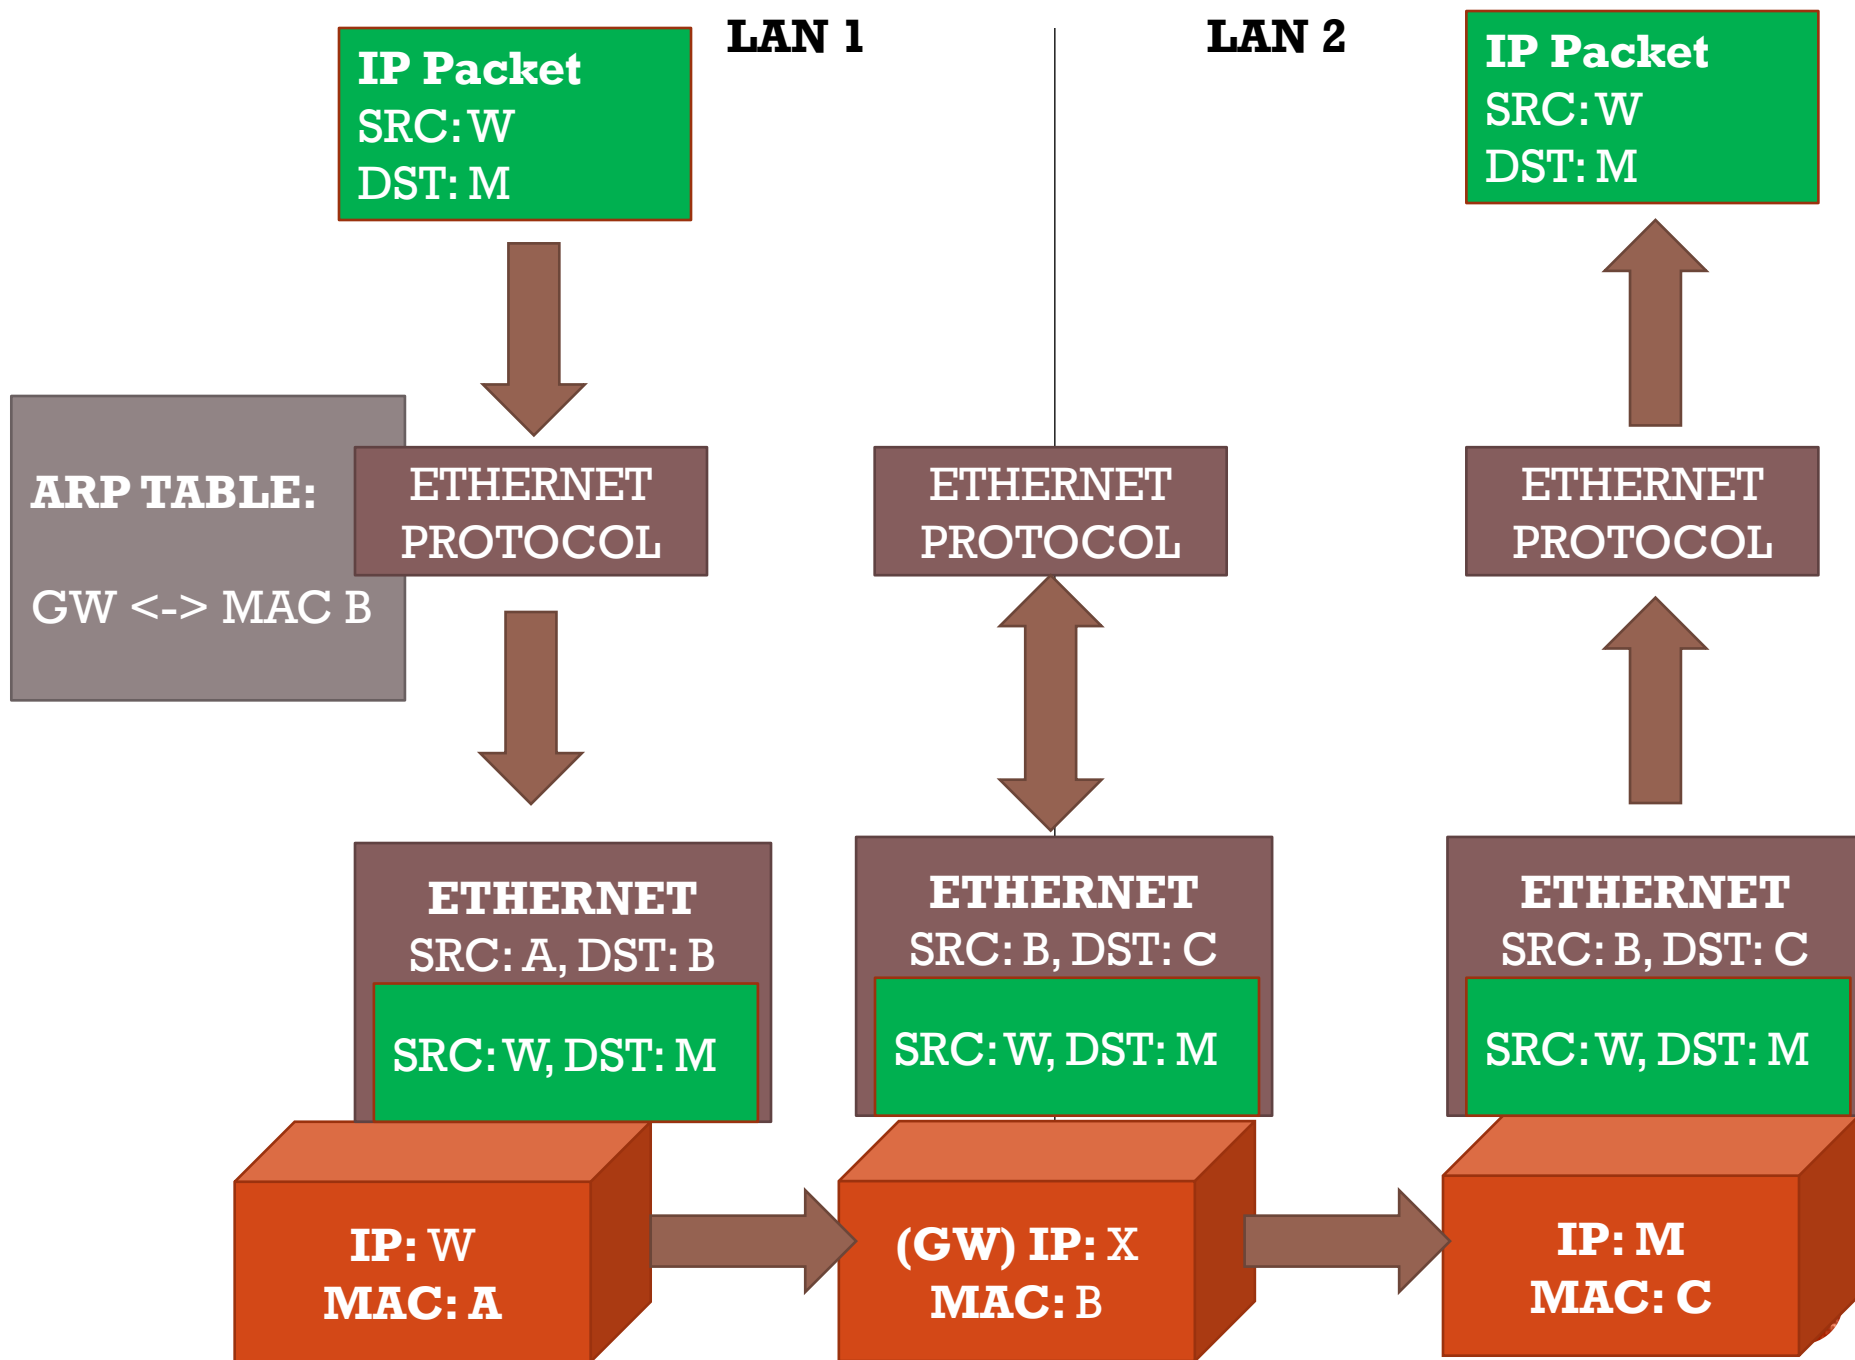 LAN 1
LAN 2
IP Packet
SRC: W
DST: M
IP Packet
SRC: W
DST: M
ARP TABLE:
GW <-> MAC B
ETHERNET
PROTOCOL
ETHERNET
PROTOCOL
ETHERNET
PROTOCOL
ETHERNET
SRC: A, DST: B
SRC: W, DST: M
ETHERNET
SRC: B, DST: C
SRC: W, DST: M
ETHERNET
SRC: B, DST: C
SRC: W, DST: M
IP: W
MAC: A
(GW) IP: X
MAC: B
IP: M
MAC: C